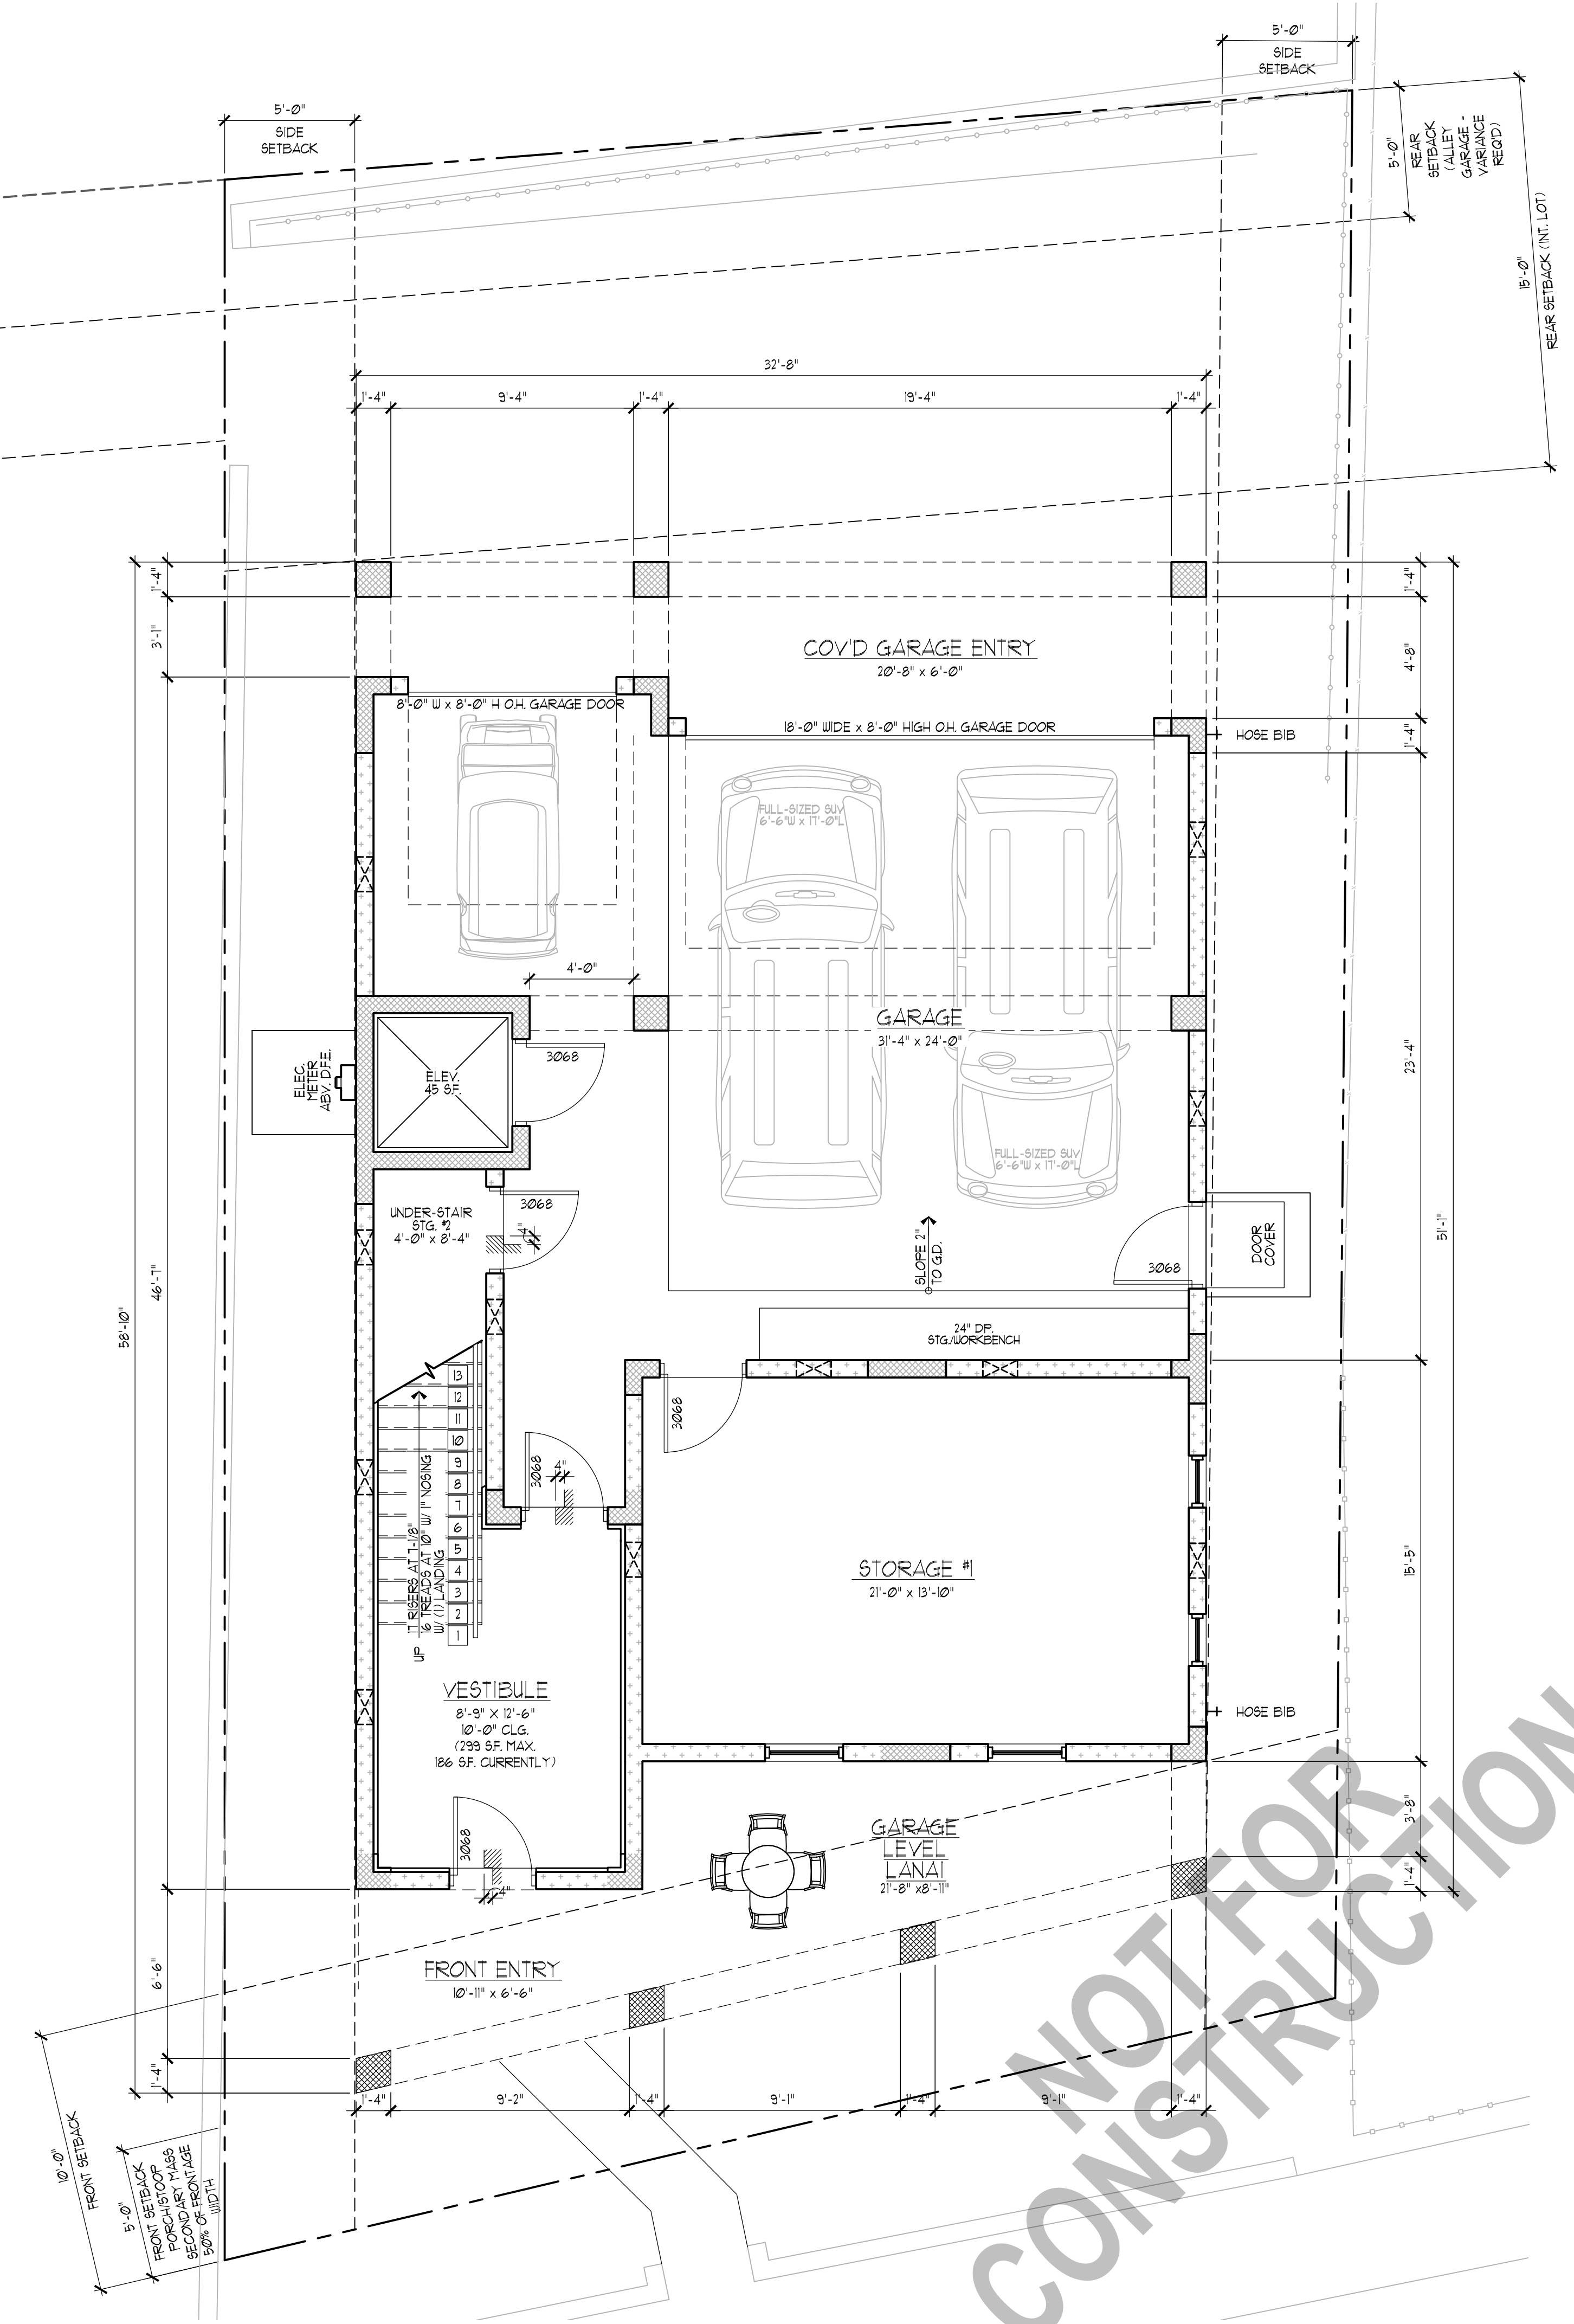 5'-0"
SIDE
SETBACK
5'-0"
SIDE
SETBACK
5'-0"
REAR
SETBACK
(ALLEY
GARAGE -
VARIANCE
REQ'D)
15'-0"
REAR SETBACK (INT. LOT)
32'-8"
1'-4"
9'-4"
1'-4"
19'-4"
1'-4"
1'-4"
3'-1"
1'-4"
4'-8"
1'-4"
COV'D GARAGE ENTRY
20'-8" x 6'-0"
8'-0" W x 8'-0" H O.H. GARAGE DOOR
18'-0" WIDE x 8'-0" HIGH O.H. GARAGE DOOR
HOSE BIB
FULL-SIZED SUV
6'-6"W x 17'-0"L
4'-0"
GARAGE
31'-4" x 24'-0"
3068
ELEV.
45 S.F.
ELEC.
METER
ABV. D.F.E.
23'-4"
FULL-SIZED SUV
6'-6"W x 17'-0"L
3068
UNDER-STAIR
STG. #2
4'-0" x 8'-4"
4"
SLOPE 2"
TO G.D.
3068
DOOR
COVER
51'-1"
46'-7"
58'-10"
24" DP.
STG./WORKBENCH
13
12
11
10
9
8
7
6
5
4
3
2
1
3068
3068
4"
UP
17 RISERS AT 7-1/8"
16 TREADS AT 10" W/ 1" NOSING
W/ (1) LANDING
STORAGE #1
21'-0" x 13'-10"
15'-5"
VESTIBULE
8'-9" X 12'-6"
10'-0" CLG.
(299 S.F. MAX.
186 S.F. CURRENTLY)
HOSE BIB
3068
4"
GARAGE
LEVEL
LANAI
21'-8" x8'-11"
3'-8"
1'-4"
FRONT ENTRY
10'-11" x 6'-6"
6'-6"
1'-4"
1'-4"
9'-2"
1'-4"
9'-1"
1'-4"
9'-1"
1'-4"
10'-0"
FRONT SETBACK
5'-0"
FRONT SETBACK
PORCH/STOOP
SECONDARY MASS
50% OF FRONTAGE
WIDTH
NOT FOR
CONSTRUCTION